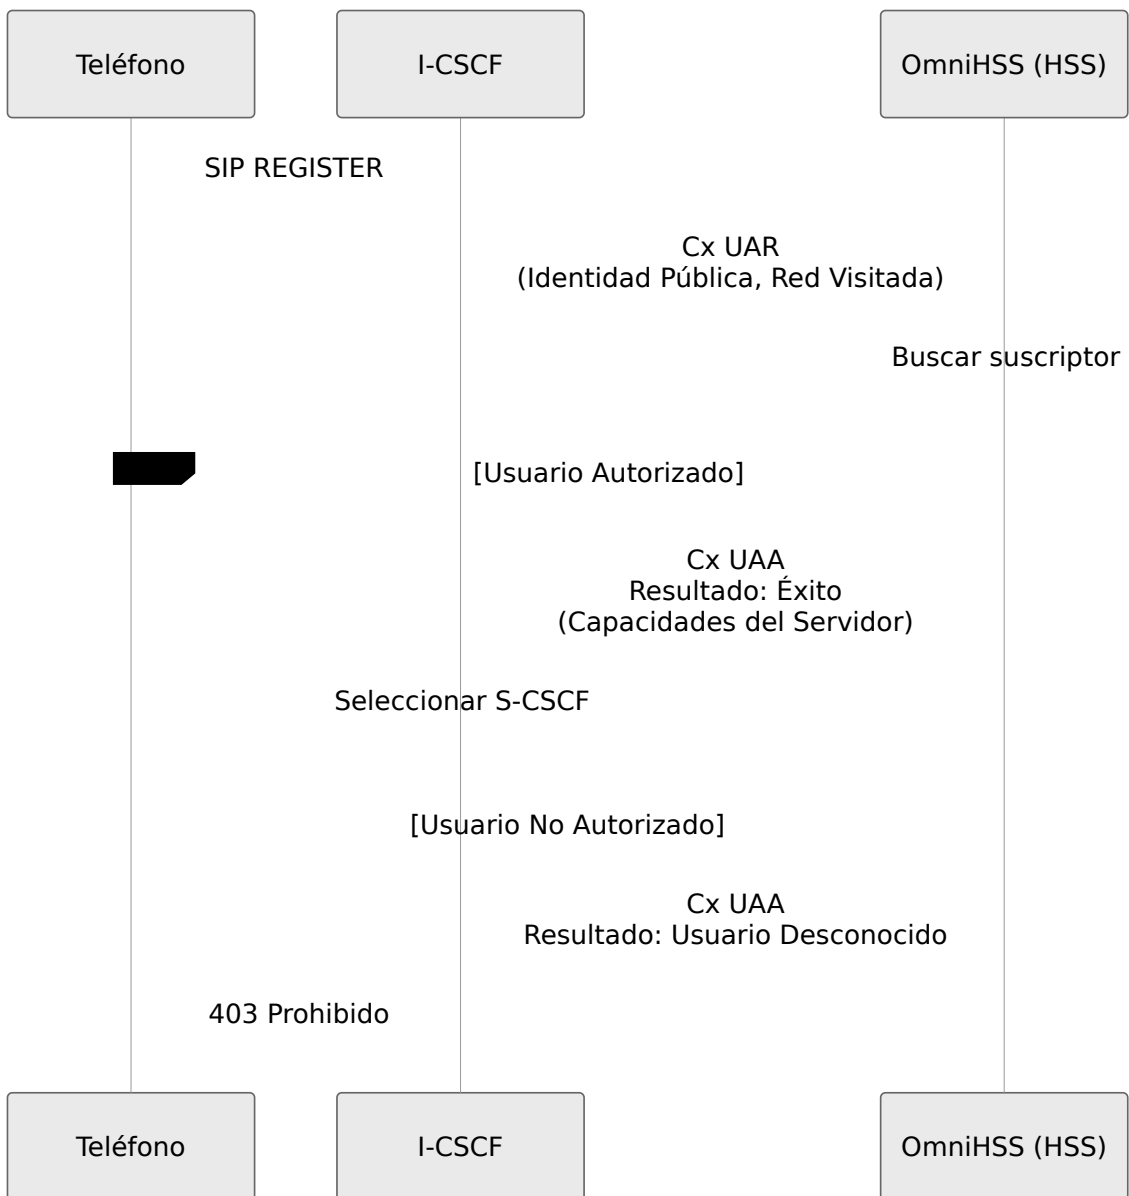 Teléfono
I-CSCF
OmniHSS (HSS)
SIP REGISTER
Cx UAR
(Identidad Pública, Red Visitada)
Buscar suscriptor
[Usuario Autorizado]
Cx UAA
Resultado: Éxito
(Capacidades del Servidor)
Seleccionar S-CSCF
[Usuario No Autorizado]
Cx UAA
Resultado: Usuario Desconocido
403 Prohibido
Teléfono
I-CSCF
OmniHSS (HSS)